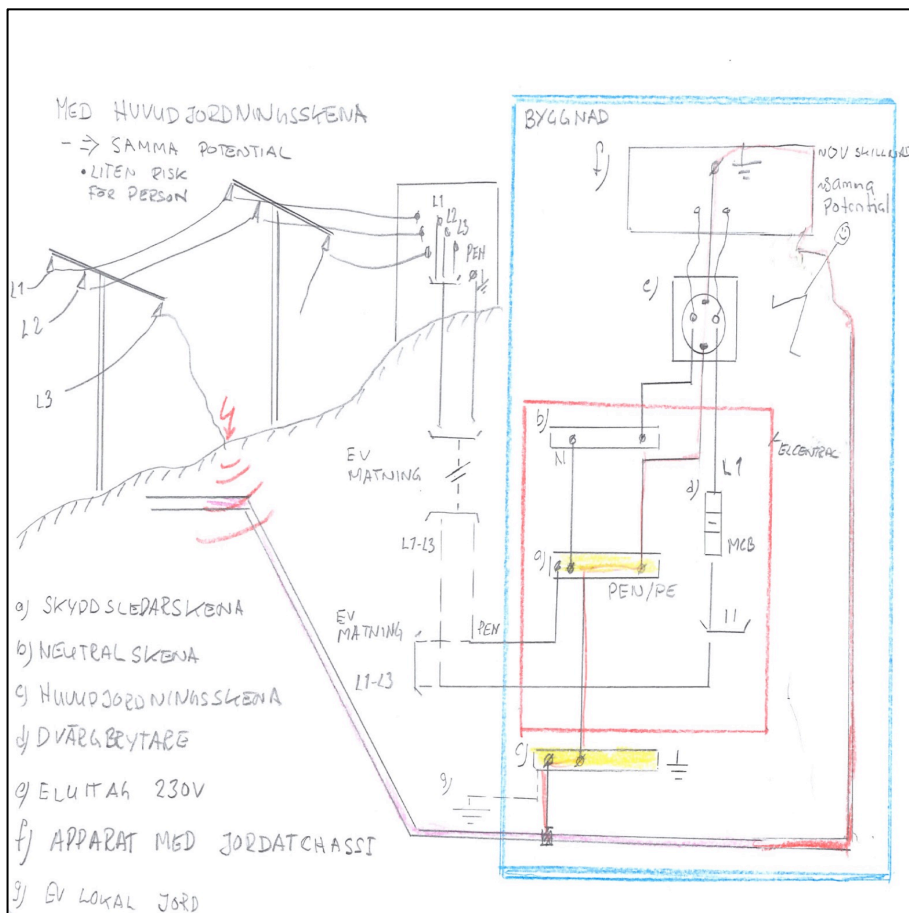 MED HUVUDJORDNINGSSKENA
- => SAMMA POTENTIAL
• LITEN RISK
FÖR PERSON
BYGGNAD
f)
NOV SKILLNAD
~Samma
Potential
L1
L2
L3
PEN
L1
L2
L3
e)
b)
N
ELCENTRAL
L1
d)
EV
MATNING
MCB
L1-L3
a)
PEN/PE
EV
MATNING
PEN
L1-L3
c)
g)
a) SKYDDSLEDARSKENA
b) NEUTRALSKENA
c) HUVUDJORDNINGSSKENA
d) DVÄRGBRYTARE
e) ELUTTAG 230V
f) APPARAT MED JORDATCHASSI
g) EV LOKAL JORD